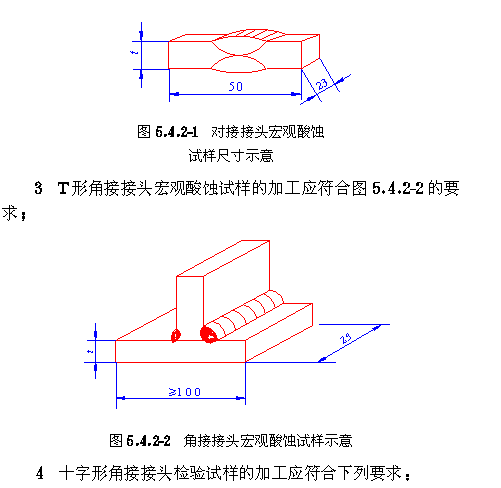 t
50
23
图 5.4.2-1 对接接头宏观酸蚀
试样尺寸示意
3 T形角接接头宏观酸蚀试样的加工应符合图 5.4.2-2 的要
求；
t
25
≥100
图 5.4.2-2 角接接头宏观酸蚀试样示意
4 十字形角接接头检验试样的加工应符合下列要求；